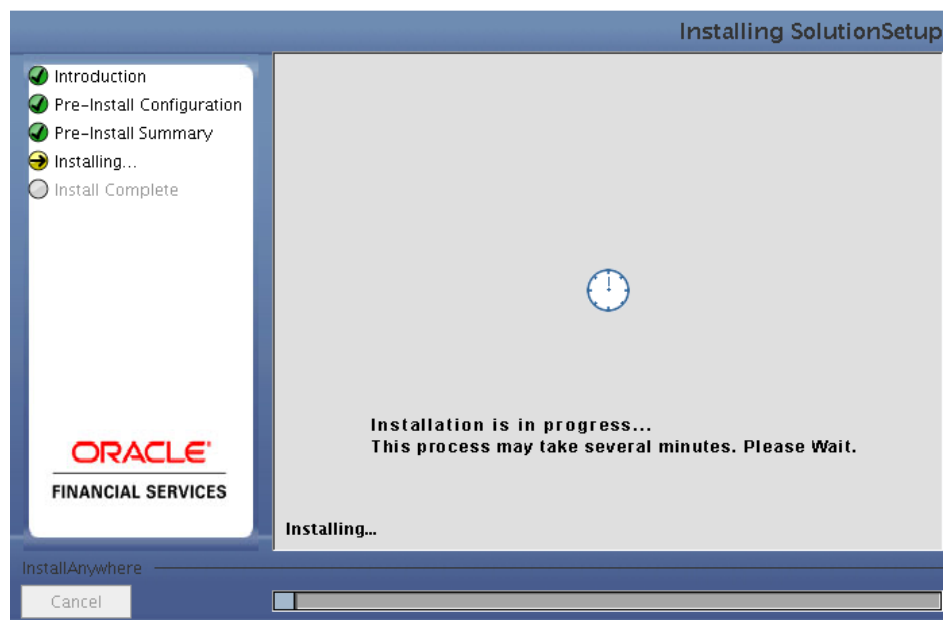 Installing SolutionSetup
Introduction
Pre-Install Configuration
Pre-Install Summary
Installing...
Install Complete
Installation is in progress...
This process may take several minutes. Please Wait.
ORACLE
FINANCIAL SERVICES
Installing...
InstallAnywhere
Cancel